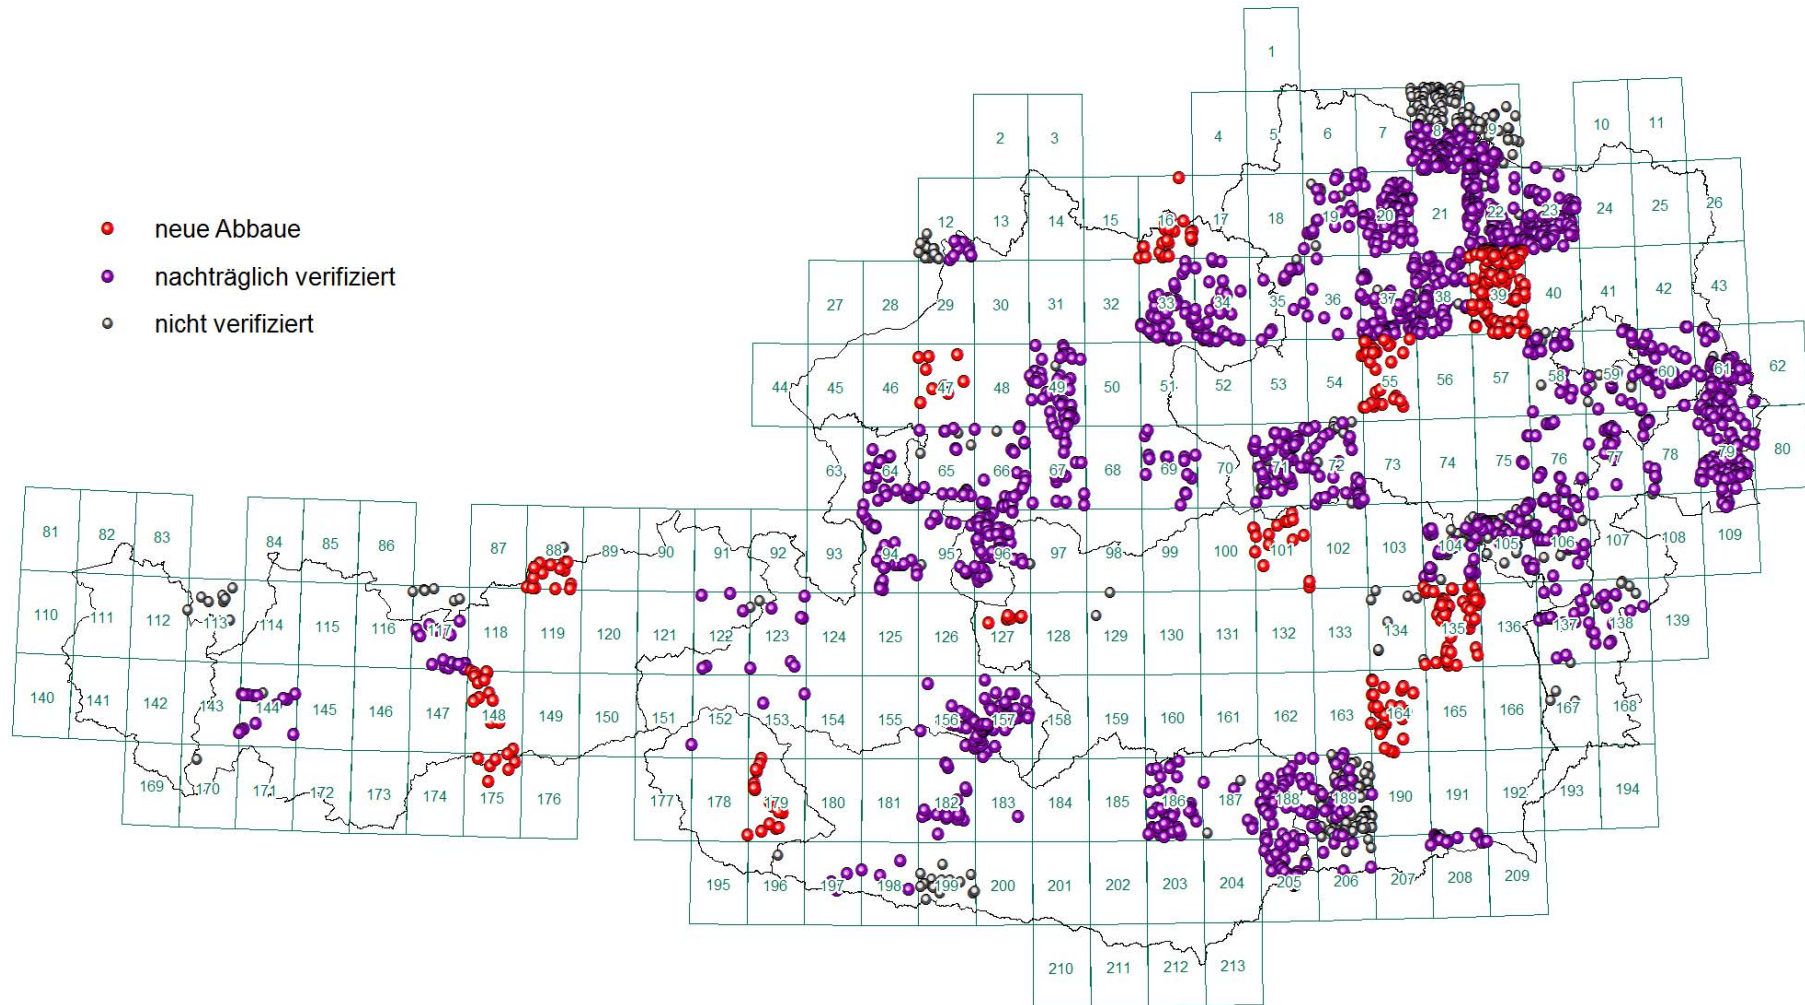 1
2 3 4 5 6 7 8 9 10 11
neue Abbaue
12 13 14 15 16 17 18 19 20 21 22 23 24 25 26
nachträglich verifiziert
27 28 29 30 31 32 33 34 35 36 37 38 39 40 41 42 43
nicht verifiziert
44 45 46 47 48 49 50 51 52 53 54 55 56 57 58 59 60 61 62
63 64 65 66 67 68 69 70 71 72 73 74 75 76 77 78 79 80
81 82 83 84 85 86 87 88 89 90 91 92 93 94 95 96 97 98 99 100 101 102 103 104 105 106 107 108 109
110 111 112 113 114 115 116 117 118 119 120 121 122 123 124 125 126 127 128 129 130 131 132 133 134 135 136 137 138 139
140 141 142 143 144 145 146 147 148 149 150 151 152 153 154 155 156 157 158 159 160 161 162 163 164 165 166 167 168
169 170 171 172 173 174 175 176 177 178 179 180 181 182 183 184 185 186 187 188 189 190 191 192 193 194
195 196 197 198 199 200 201 202 203 204 205 206 207 208 209
210 211 212 213